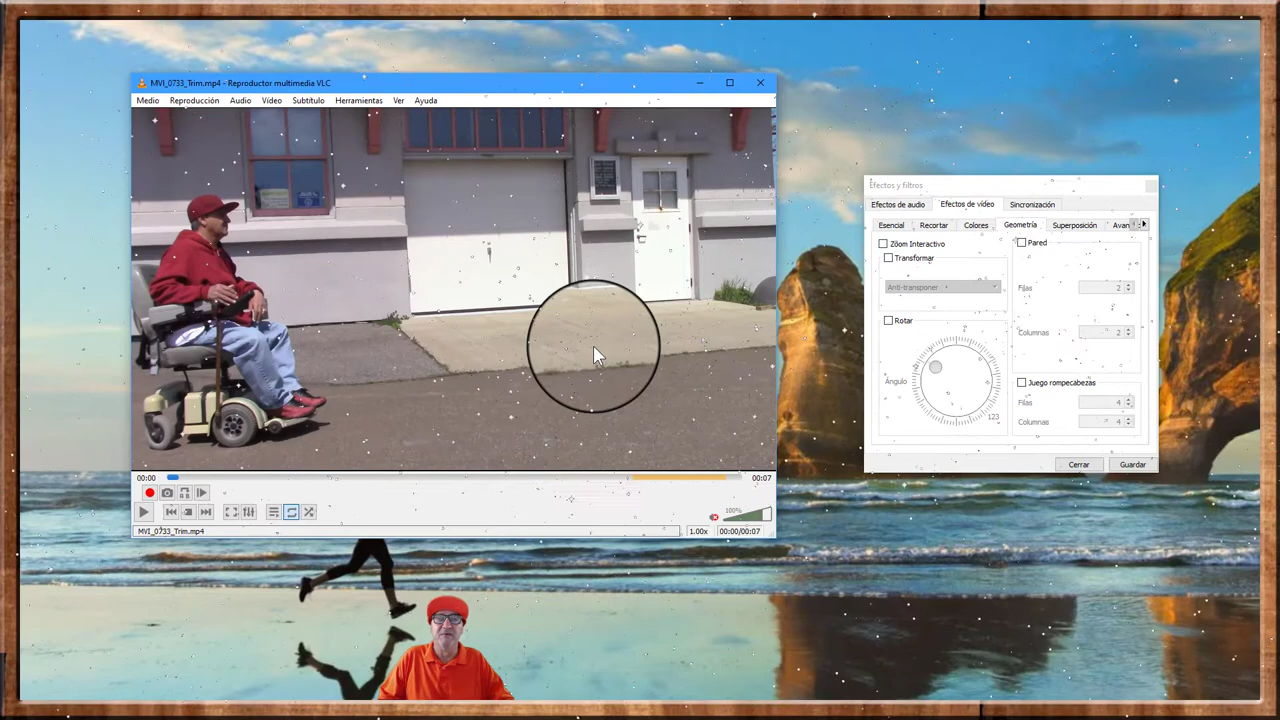 MVI_0733_Trim.mp4 - Reproductor multimedia VLC
Medio Reproducción Audio Vídeo Subtítulo Herramientas Ver Ayuda
00:00 00:07
100%
MVI_0733_Trim.mp4 1.00x 00:00/00:07
Efectos y filtros
Efectos de audio Efectos de vídeo Sincronización
Esencial Recortar Colores Geometría Superposición Avan
Zoom Interactivo
Transformar
Anti-transponer
Rotar
Ángulo
123
Pared
Filas 2
Columnas 2
Juego rompecabezas
Filas 4
Columnas 4
Cerrar Guardar